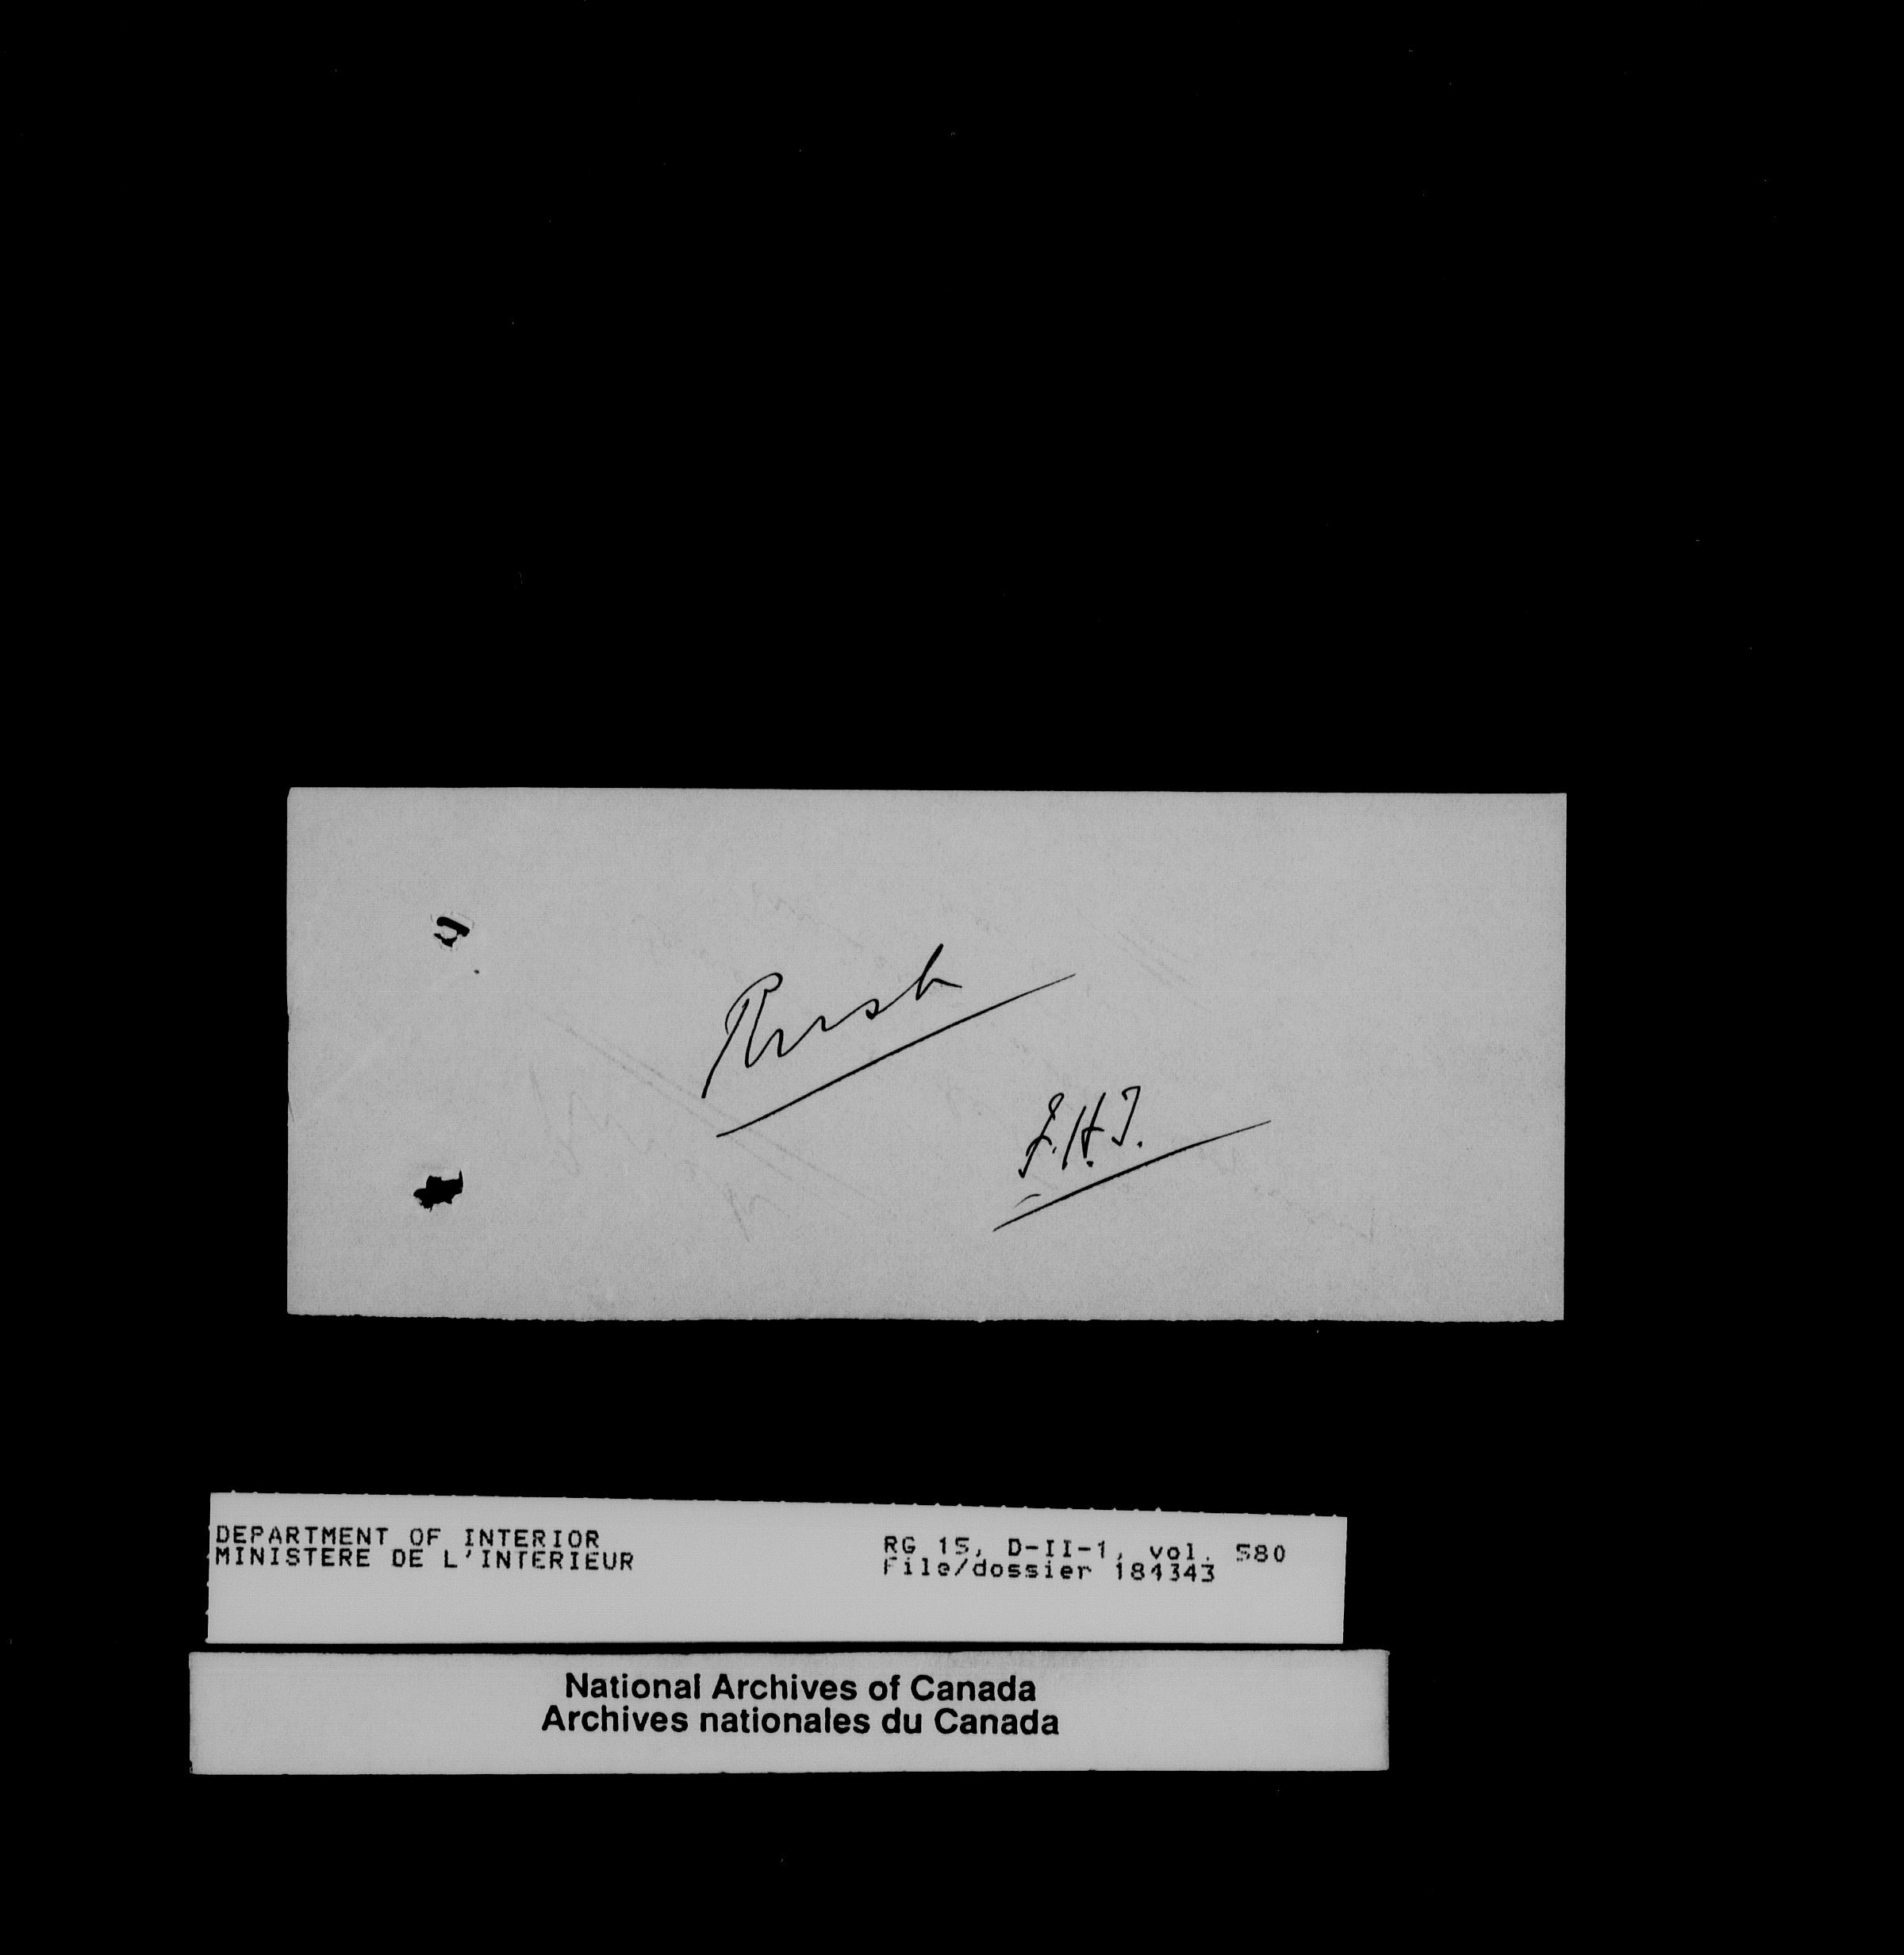 Rush
F.H.T.
DEPARTMENT OF INTERIOR
MINISTERE DE L'INTERIEUR
RG 15, D-II-1, vol. 580
File/dossier 184343
National Archives of Canada
Archives nationales du Canada